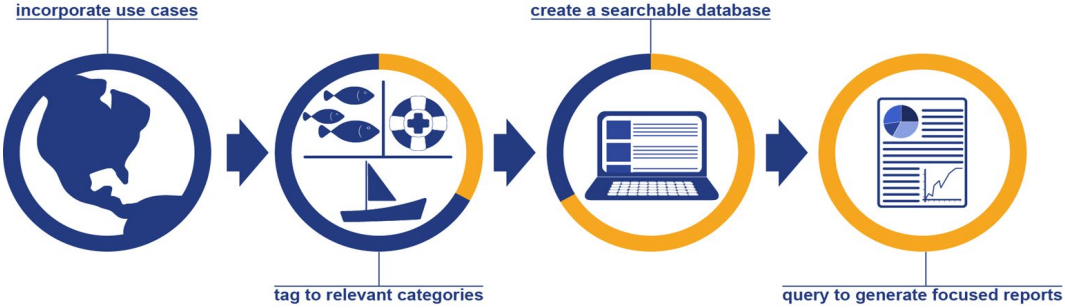 incorporate use cases
tag to relevant categories
create a searchable database
query to generate focused reports